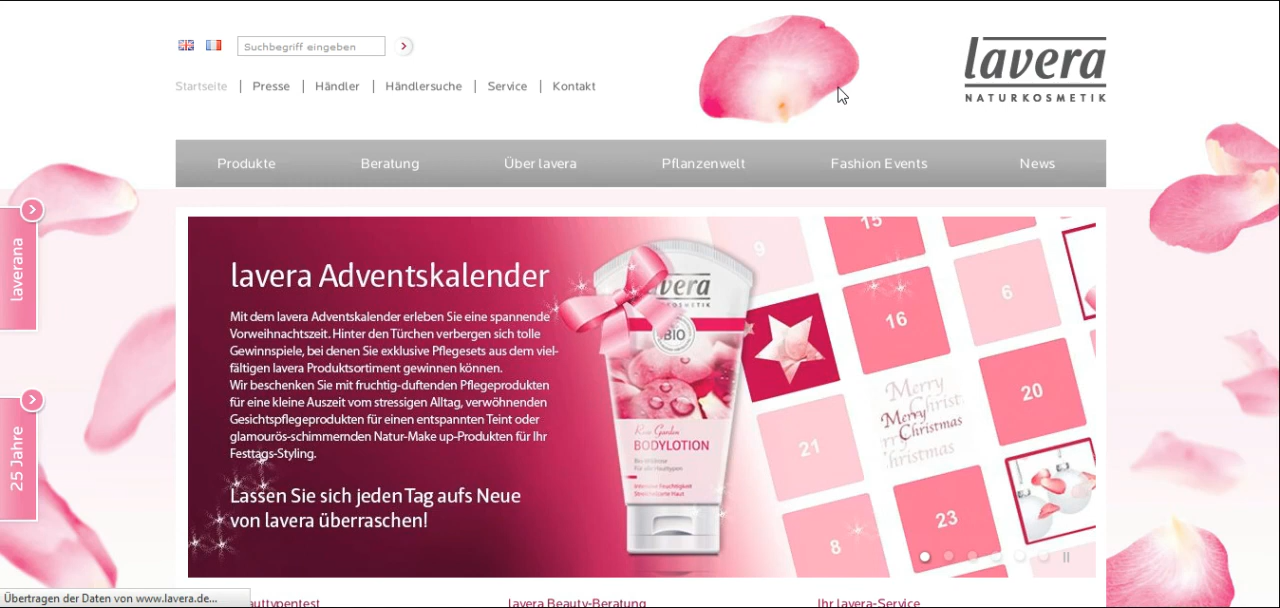 Suchbegriff eingeben
lavera
NATURKOSMETIK
Startseite | Presse | Händler | Händlersuche | Service | Kontakt
Produkte Beratung Über lavera Pflanzenwelt Fashion Events News
laverana
25 Jahre
lavera Adventskalender
Mit dem lavera Adventskalender erleben Sie eine spannende
Vorweihnachtszeit. Hinter den Türchen verbergen sich tolle
Gewinnspiele, bei denen Sie exklusive Pflegesets aus dem viel-
fältigen lavera Produktsortiment gewinnen können.
Wir beschenken Sie mit fruchtig-duftenden Pflegeprodukten
für eine kleine Auszeit vom stressigen Alltag, verwöhnenden
Gesichtspflegeprodukten für einen entspannten Teint oder
glamourös-schimmernden Natur-Make up-Produkten für Ihr
Festtags-Styling.
Lassen Sie sich jeden Tag aufs Neue
von lavera überraschen!
BIO
Rose Garden
BODYLOTION
Für alle Hauttypen
Intensive Feuchtigkeit
9
15
6
16
20
21
23
8
Merry
Merry
Christmas
Übertragen der Daten von www.lavera.de...
lavera Beauty-Beratung
Ihr lavera-Service